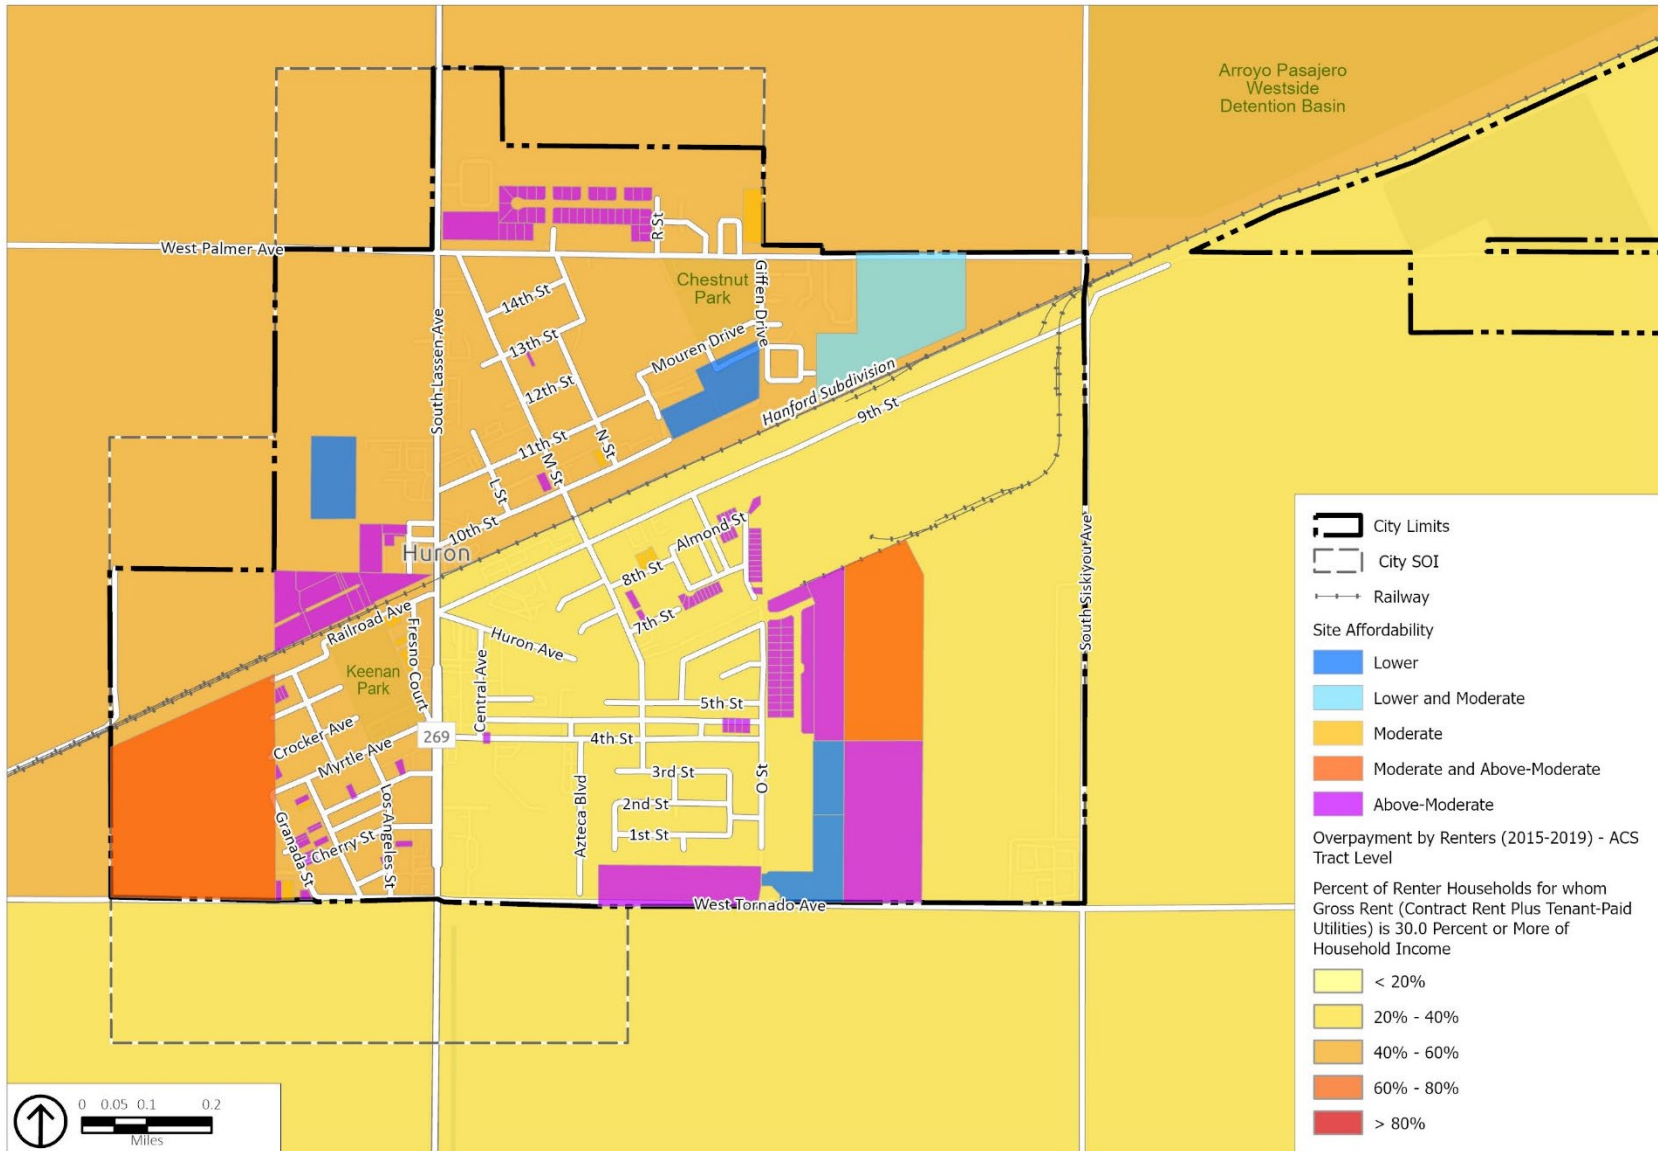 Arroyo Pasajero
Westside
Detention Basin
West Palmer Ave
R St
Chestnut
Park
Giffen Drive
14th St
South Lassen Ave
13th St
Mouren Drive
12th St
Hanford Subdivision
9th St
11th St
N St
M St
L St
10th St
Huron
Almond St
8th St
7th St
South Siskiyou Ave
Railroad Ave
Fresno Court
Huron Ave
Keenan
Park
Central Ave
5th St
269
4th St
Crocker Ave
Myrtle Ave
3rd St
O St
2nd St
Azteca Blvd
Los Angeles St
1st St
Granada St
Cherry St
West Tornado Ave
City Limits
City SOI
Railway
Site Affordability
Lower
Lower and Moderate
Moderate
Moderate and Above-Moderate
Above-Moderate
Overpayment by Renters (2015-2019) - ACS
Tract Level
Percent of Renter Households for whom
Gross Rent (Contract Rent Plus Tenant-Paid
Utilities) is 30.0 Percent or More of
Household Income
< 20%
20% - 40%
40% - 60%
60% - 80%
> 80%
0 0.05 0.1 0.2
Miles